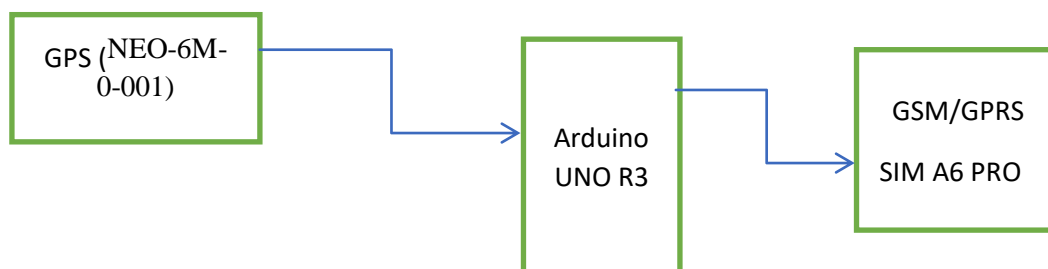 GPS (NEO-6M-
0-001)
Arduino
UNO R3
GSM/GPRS
SIM A6 PRO